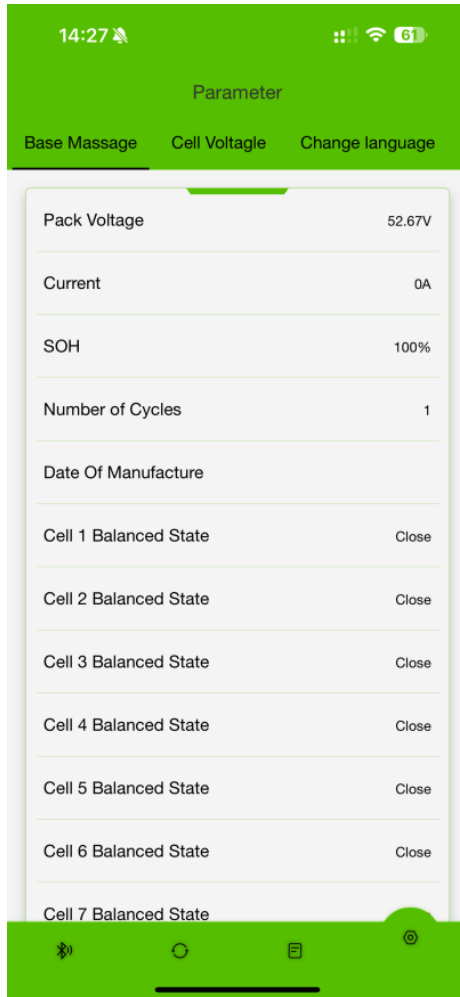 14:27
61
Parameter
Base Massage Cell Voltagle Change language
Pack Voltage 52.67V
Current 0A
SOH 100%
Number of Cycles 1
Date Of Manufacture
Cell 1 Balanced State Close
Cell 2 Balanced State Close
Cell 3 Balanced State Close
Cell 4 Balanced State Close
Cell 5 Balanced State Close
Cell 6 Balanced State Close
Cell 7 Balanced State